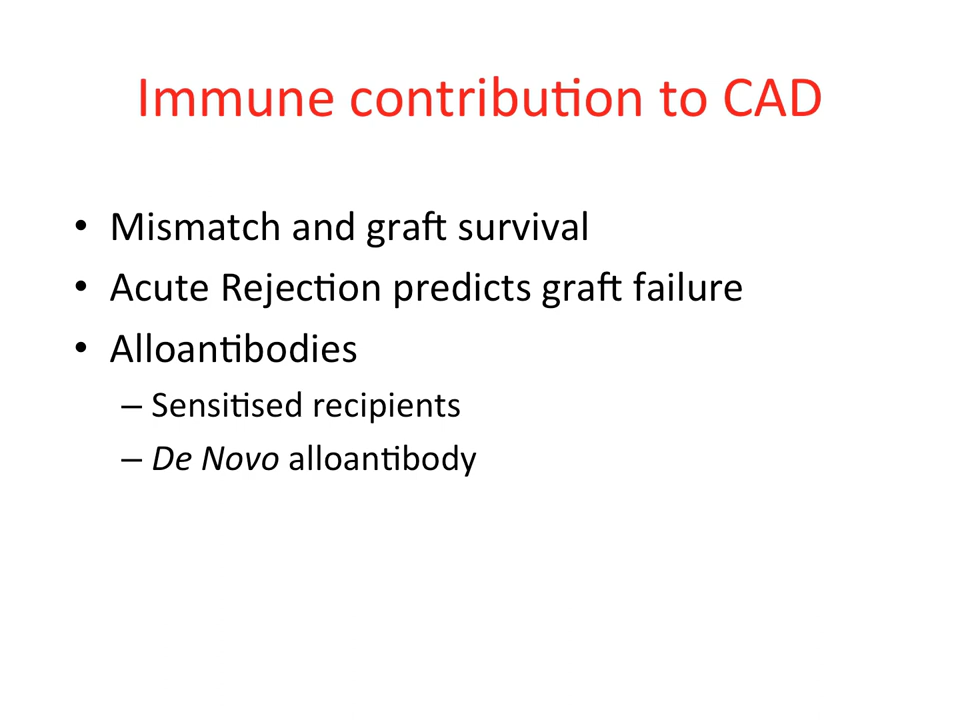 Immune contribution to CAD
• Mismatch and graft survival
• Acute Rejection predicts graft failure
• Alloantibodies
– Sensitised recipients
– De Novo alloantibody